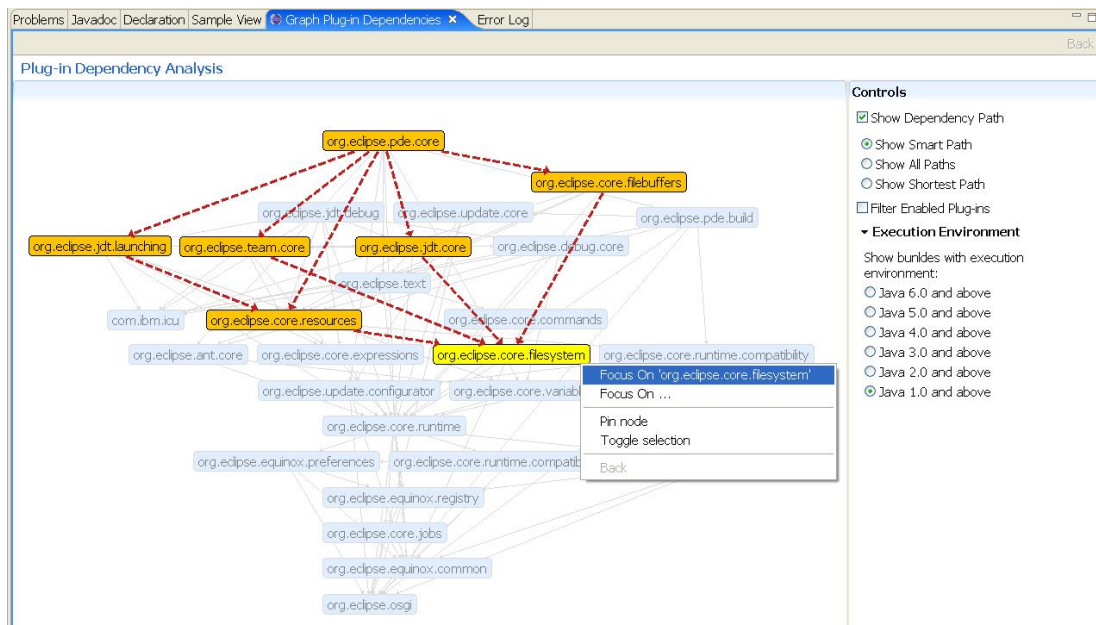 Problems Javadoc Declaration Sample View Graph Plug-in Dependencies Error Log
Back
Plug-in Dependency Analysis
org.eclipse.pde.core
org.eclipse.core.filebuffers
org.eclipse.jdt.debug
org.eclipse.update.core
org.eclipse.pde.build
org.eclipse.jdt.launching
org.eclipse.team.core
org.eclipse.jdt.core
org.eclipse.debug.core
org.eclipse.text
com.ibm.icu
org.eclipse.core.resources
org.eclipse.core.commands
org.eclipse.ant.core
org.eclipse.core.expressions
org.eclipse.core.filesystem
org.eclipse.core.runtime.compatibility
org.eclipse.update.configurator
org.eclipse.core.variabl
org.eclipse.core.runtime
org.eclipse.equinox.preferences
org.eclipse.core.runtime.compatib
org.eclipse.equinox.registry
org.eclipse.core.jobs
org.eclipse.equinox.common
org.eclipse.osgi
Focus On 'org.eclipse.core.filesystem'
Focus On ...
Pin node
Toggle selection
Back
Controls
Show Dependency Path
Show Smart Path
Show All Paths
Show Shortest Path
Filter Enabled Plug-ins
Execution Environment
Show bunldes with execution
environment:
Java 6.0 and above
Java 5.0 and above
Java 4.0 and above
Java 3.0 and above
Java 2.0 and above
Java 1.0 and above